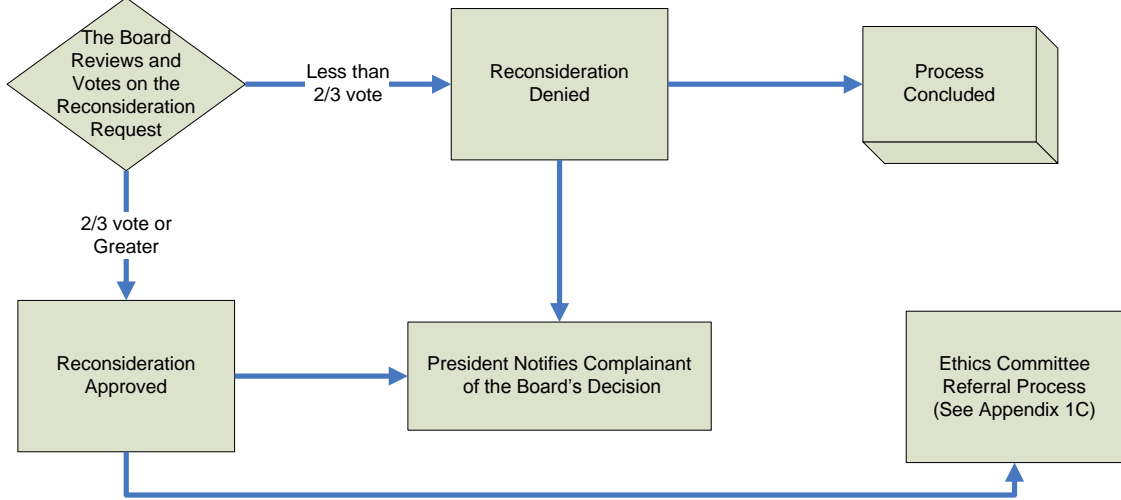 The Board
Reviews and
Votes on the
Reconsideration
Request
Less than
2/3 vote
Reconsideration
Denied
Process
Concluded
2/3 vote or
Greater
Reconsideration
Approved
President Notifies Complainant
of the Board’s Decision
Ethics Committee
Referral Process
(See Appendix 1C)